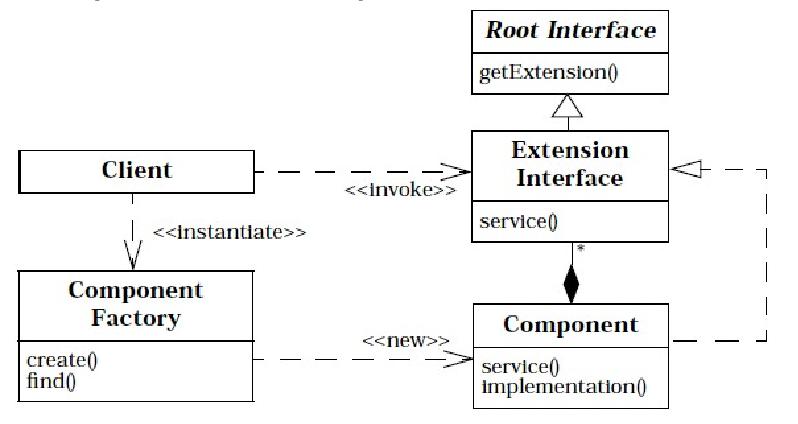 Root Interface
getExtension()
Client
<<invoke>>
Extension
Interface
service()
<<instantiate>>
*
Component
Factory
create()
find()
<<new>>
Component
service()
implementation()